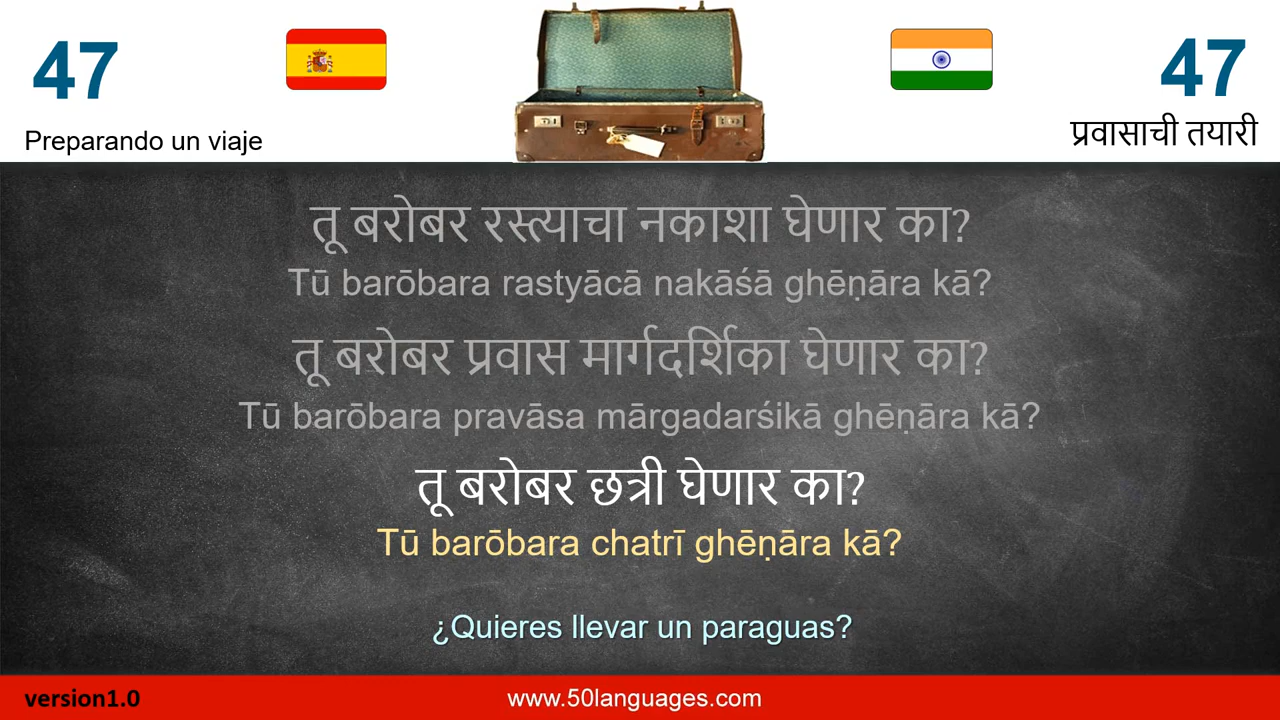 47
47
Preparando un viaje
प्रवासाची तयारी
तू बरोबर रस्त्याचा नकाशा घेणार का?
Tū barōbara rastyācā nakāśā ghēṇāra kā?
तू बरोबर प्रवास मार्गदर्शिका घेणार का?
Tū barōbara pravāsa mārgadarśikā ghēṇāra kā?
तू बरोबर छत्री घेणार का?
Tū barōbara chatrī ghēṇāra kā?
¿Quieres llevar un paraguas?
version1.0
www.50languages.com